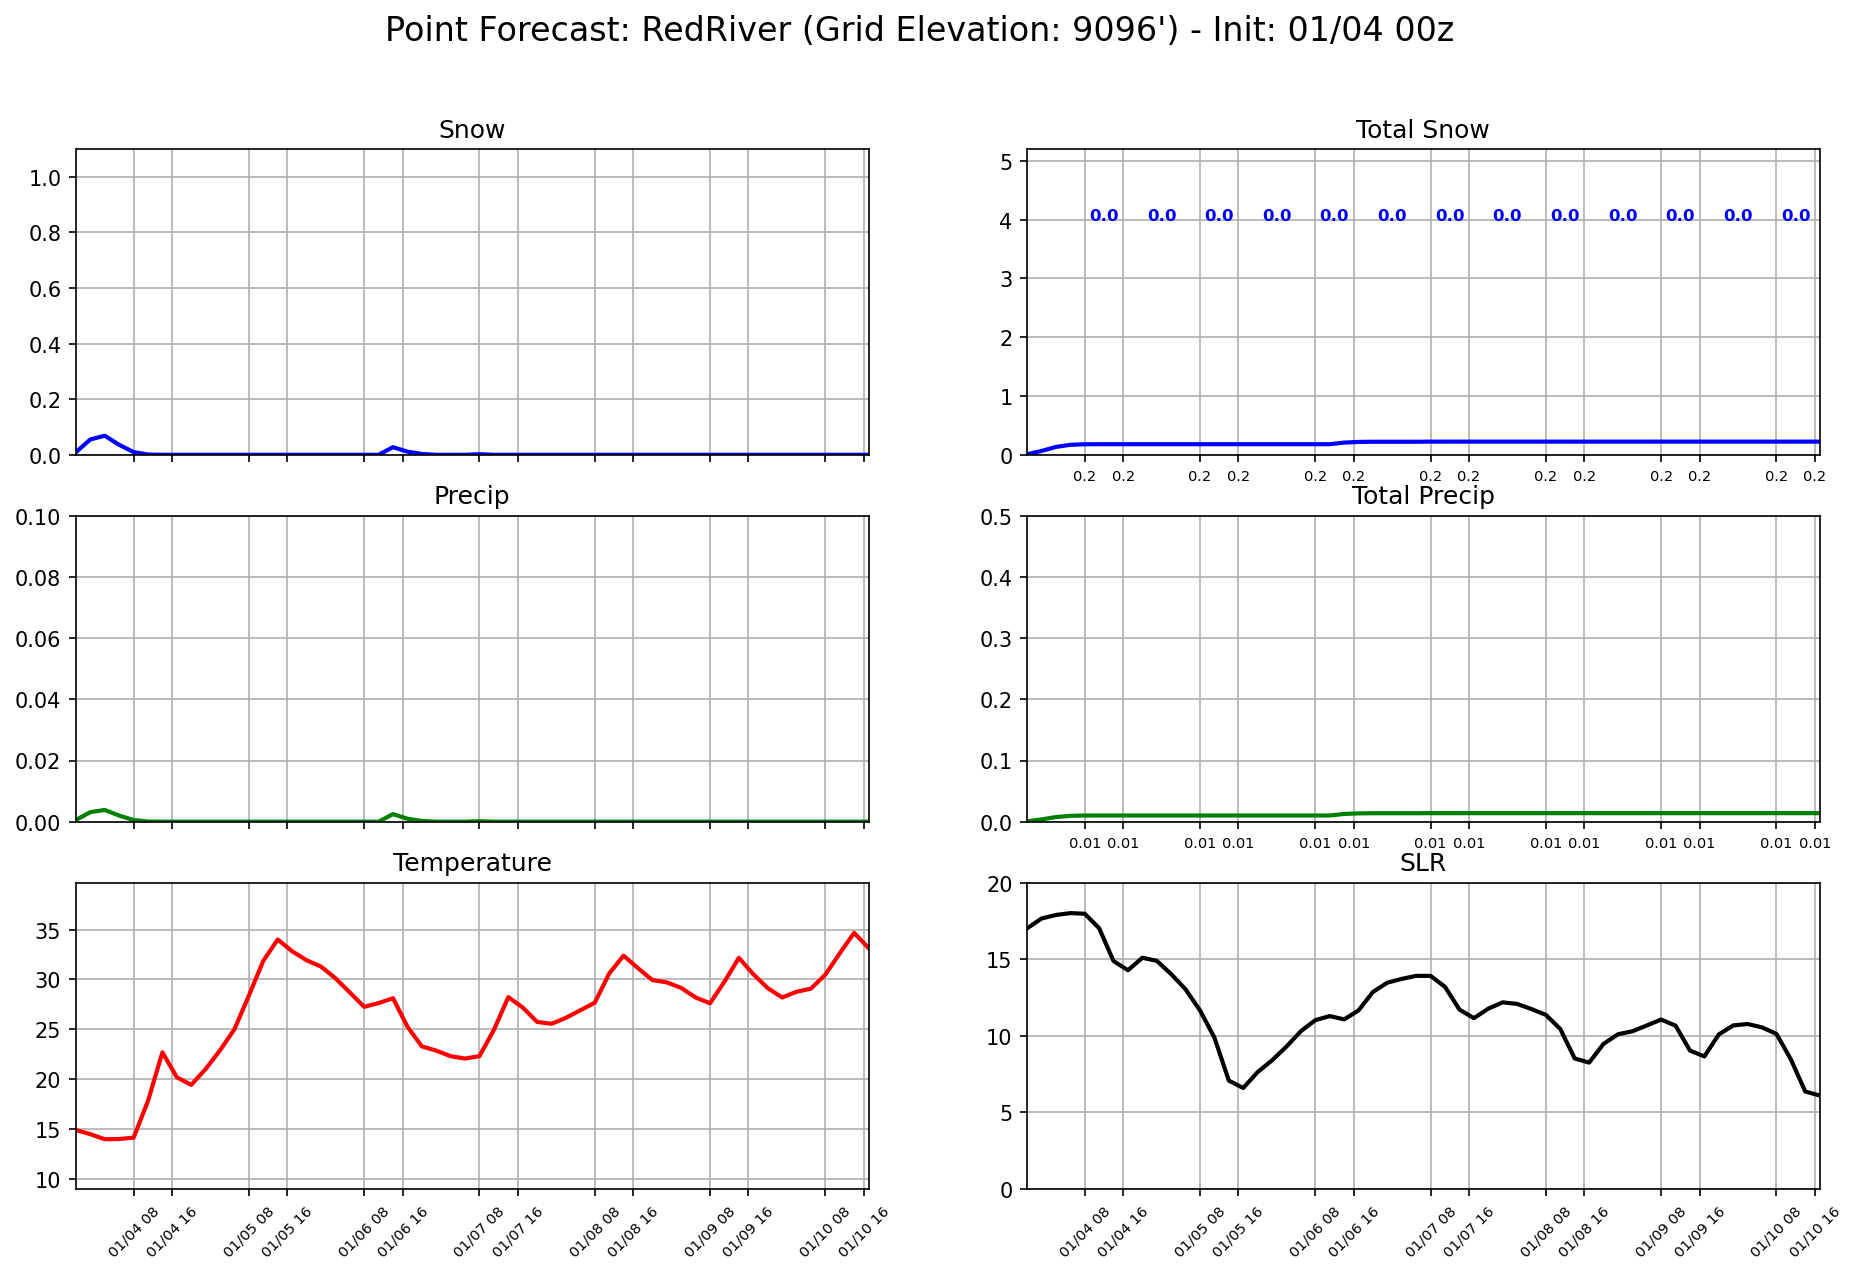 Point Forecast: RedRiver (Grid Elevation: 9096') - Init: 01/04 00z
Snow
1.0
0.8
0.6
0.4
0.2
0.0
Total Snow
5
4
3
2
1
0
0.0 0.0 0.0 0.0 0.0 0.0 0.0 0.0 0.0 0.0 0.0 0.0 0.0
0.2 0.2 0.2 0.2 0.2 0.2 0.2 0.2 0.2 0.2 0.2 0.2 0.2 0.2
Precip
0.10
0.08
0.06
0.04
0.02
0.00
Total Precip
0.5
0.4
0.3
0.2
0.1
0.0
0.01 0.01 0.01 0.01 0.01 0.01 0.01 0.01 0.01 0.01 0.01 0.01 0.01 0.01
Temperature
35
30
25
20
15
10
01/04 08 01/04 16 01/05 08 01/05 16 01/06 08 01/06 16 01/07 08 01/07 16 01/08 08 01/08 16 01/09 08 01/09 16 01/10 08 01/10 16
SLR
20
15
10
5
0
01/04 08 01/04 16 01/05 08 01/05 16 01/06 08 01/06 16 01/07 08 01/07 16 01/08 08 01/08 16 01/09 08 01/09 16 01/10 08 01/10 16